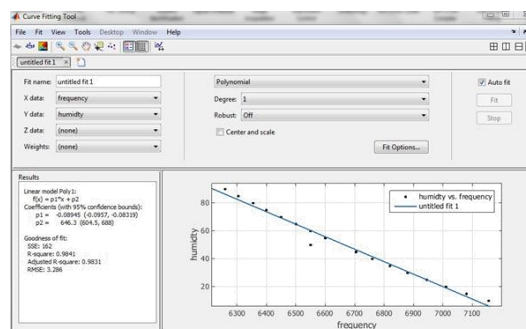 Curve Fitting Tool
File Fit View Tools Desktop Window Help
untitled fit 1
Fit name: untitled fit 1
X data: frequency
Y data: humidty
Z data: (none)
Weights: (none)
Polynomial
Degree: 1
Robust: Off
Center and scale
Fit Options...
Auto fit
Fit
Stop
Results
Linear model Poly1:
f(x) = p1*x + p2
Coefficients (with 95% confidence bounds):
p1 = -0.08945 (-0.0957, -0.08319)
p2 = 646.3 (604.5, 688)
Goodness of fit:
SSE: 162
R-square: 0.9841
Adjusted R-square: 0.9831
RMSE: 3.286
humidty vs. frequency
untitled fit 1
80
60
40
20
humidty
6300 6400 6500 6600 6700 6800 6900 7000 7100
frequency